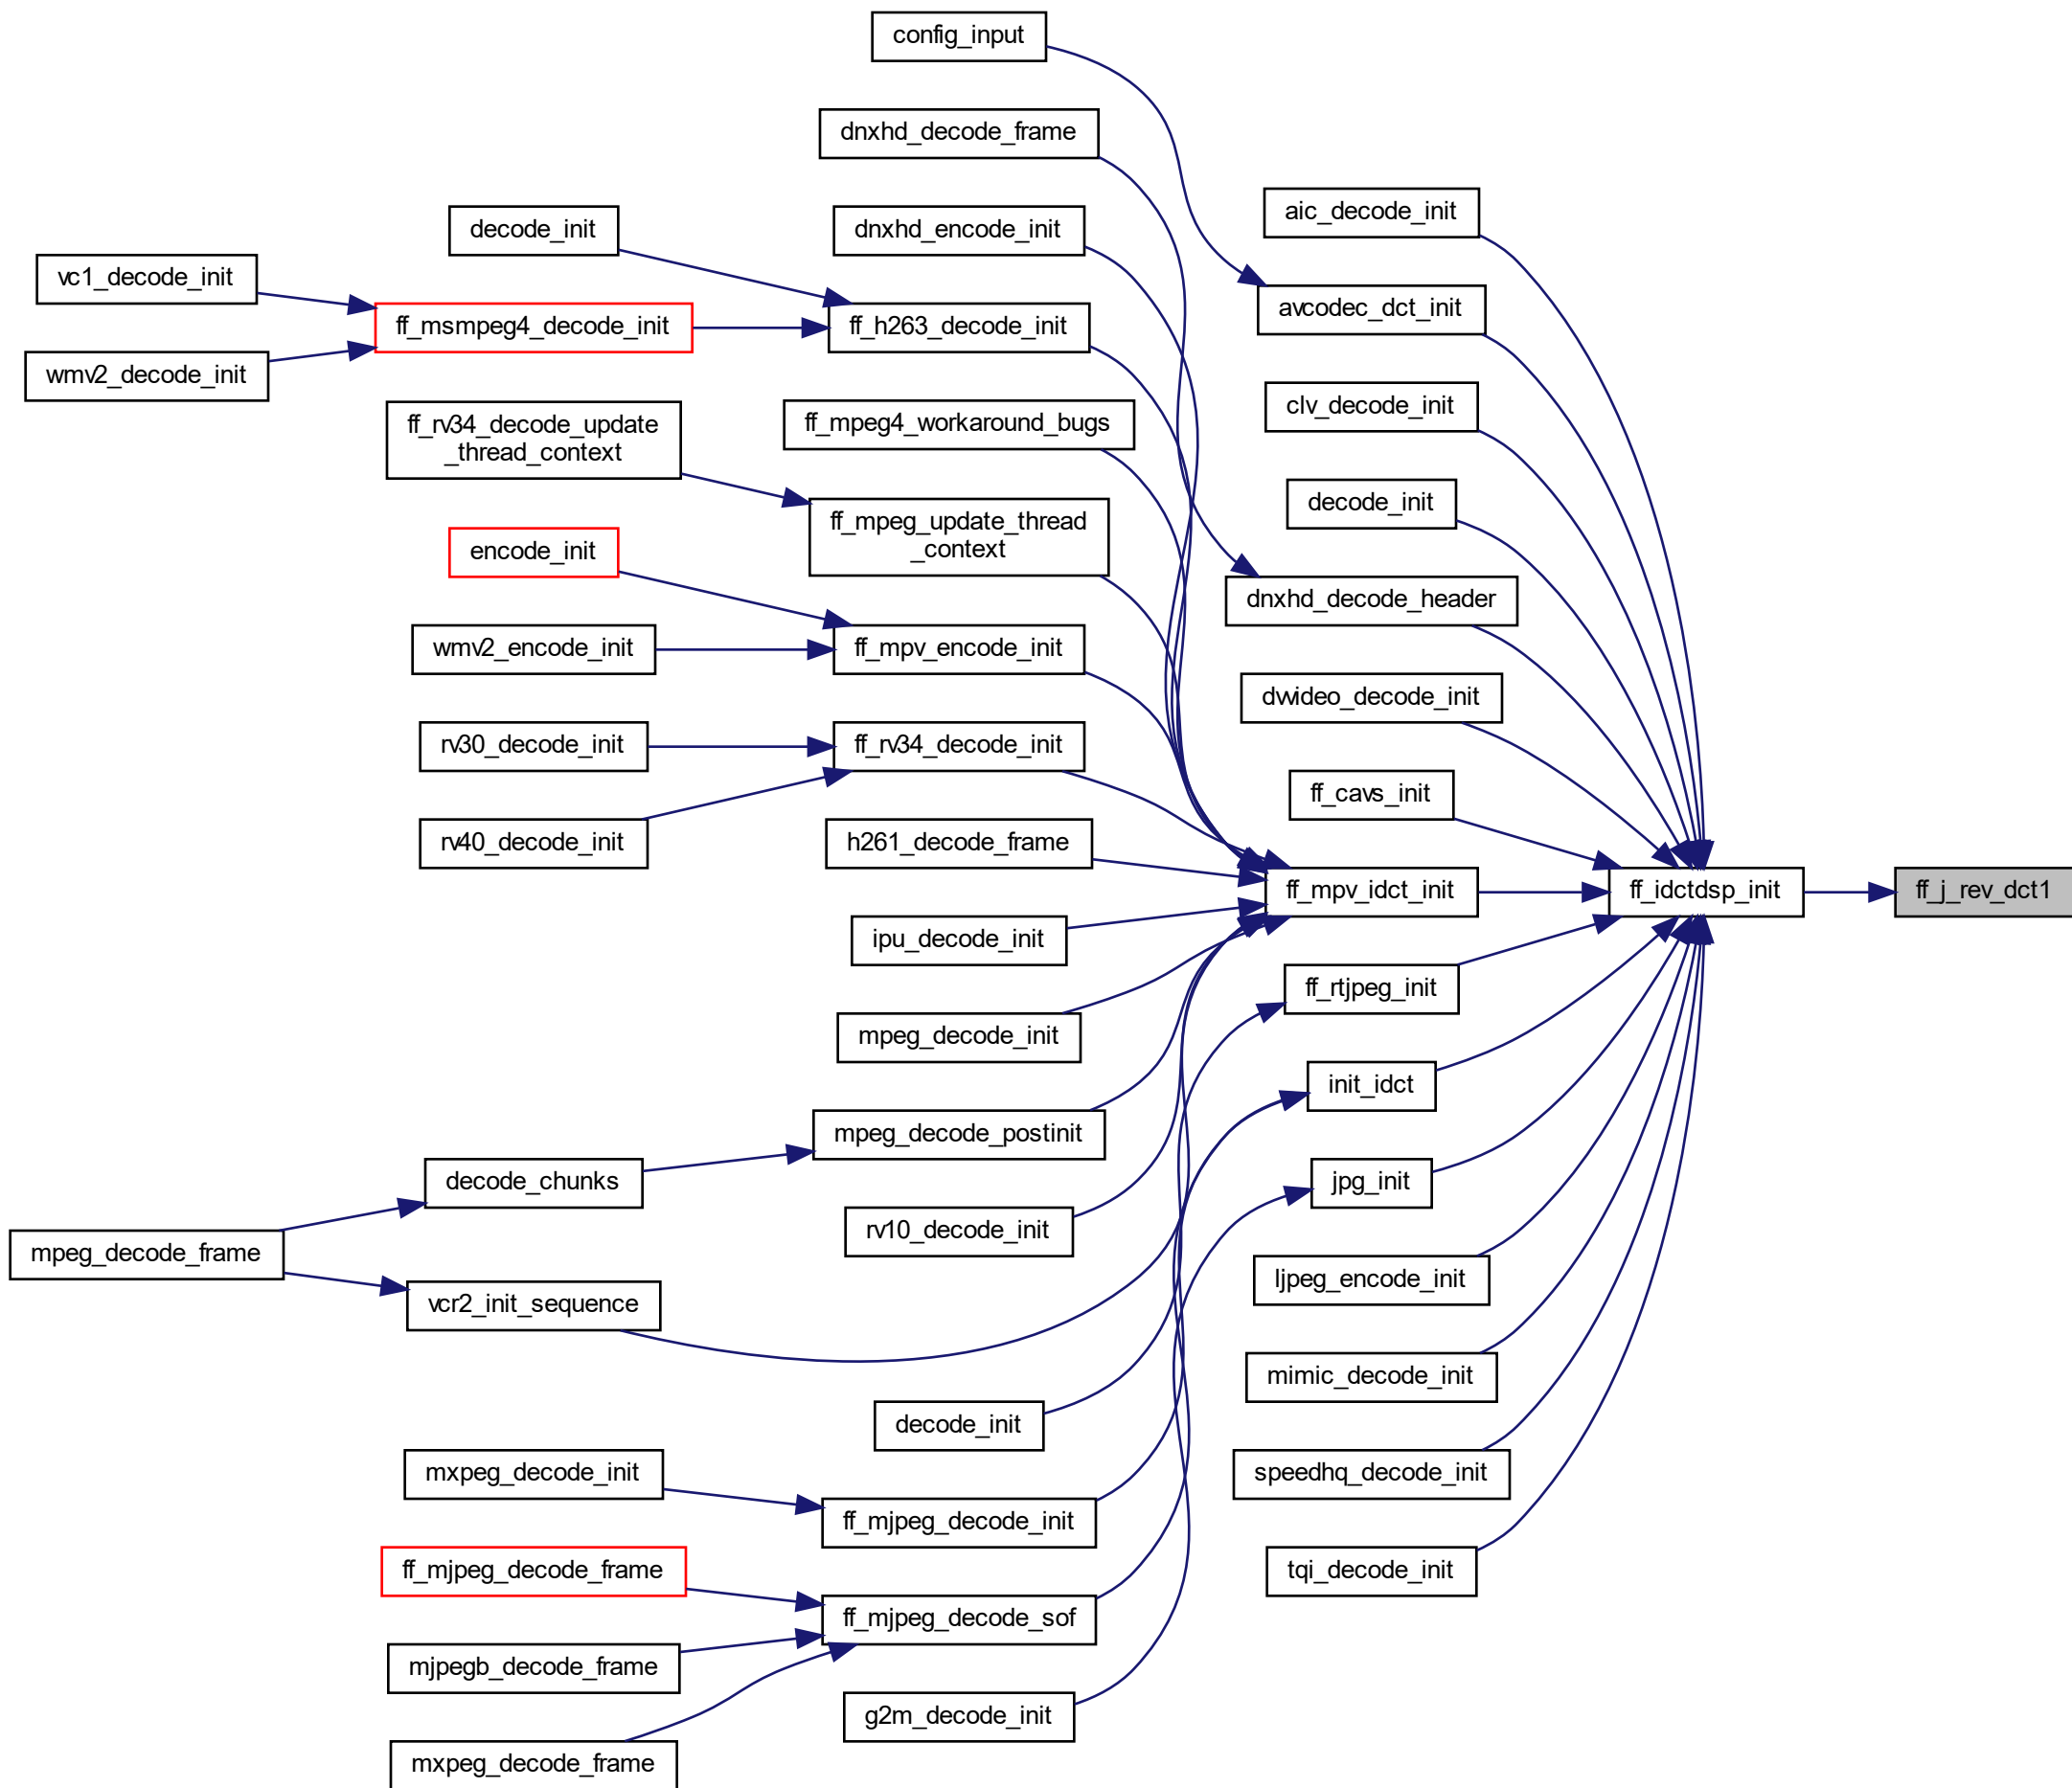 config_input
dnxhd_decode_frame
aic_decode_init
decode_init
dnxhd_encode_init
vc1_decode_init
avcodec_dct_init
ff_msmpeg4_decode_init
ff_h263_decode_init
wmv2_decode_init
clv_decode_init
ff_rv34_decode_update
_thread_context
ff_mpeg4_workaround_bugs
decode_init
ff_mpeg_update_thread
_context
encode_init
dnxhd_decode_header
wmv2_encode_init
ff_mpv_encode_init
dwideo_decode_init
rv30_decode_init
ff_rv34_decode_init
ff_cavs_init
rv40_decode_init
h261_decode_frame
ff_mpv_idct_init
ff_idctdsp_init
ff_j_rev_dct1
ipu_decode_init
ff_rtjpeg_init
mpeg_decode_init
init_idct
mpeg_decode_postinit
decode_chunks
jpg_init
rv10_decode_init
mpeg_decode_frame
ljpeg_encode_init
vcr2_init_sequence
mimic_decode_init
decode_init
mxpeg_decode_init
speedhq_decode_init
ff_mjpeg_decode_init
ff_mjpeg_decode_frame
tqi_decode_init
ff_mjpeg_decode_sof
mjpegb_decode_frame
g2m_decode_init
mxpeg_decode_frame